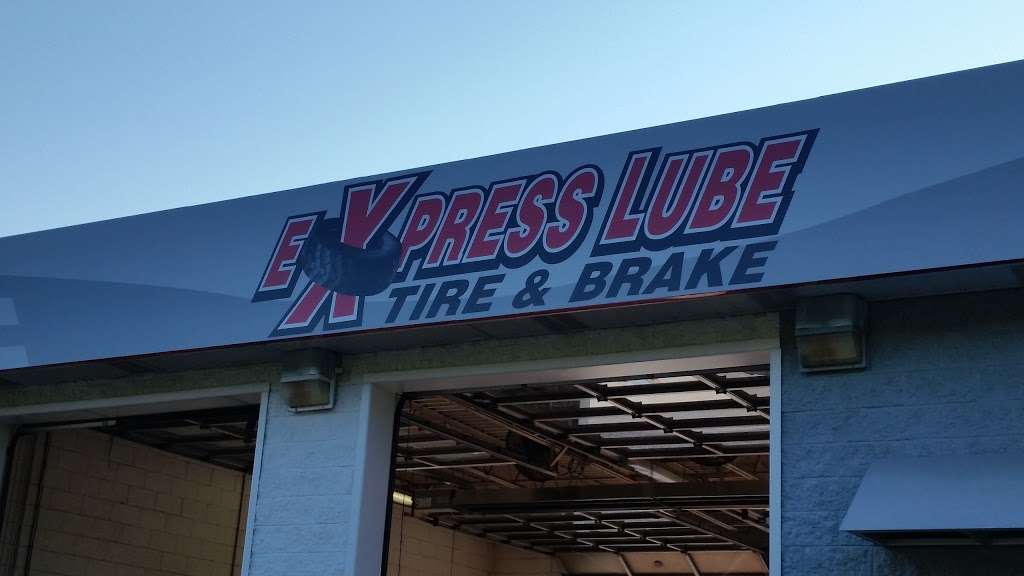 EXPRESS LUBE
TIRE & BRAKE